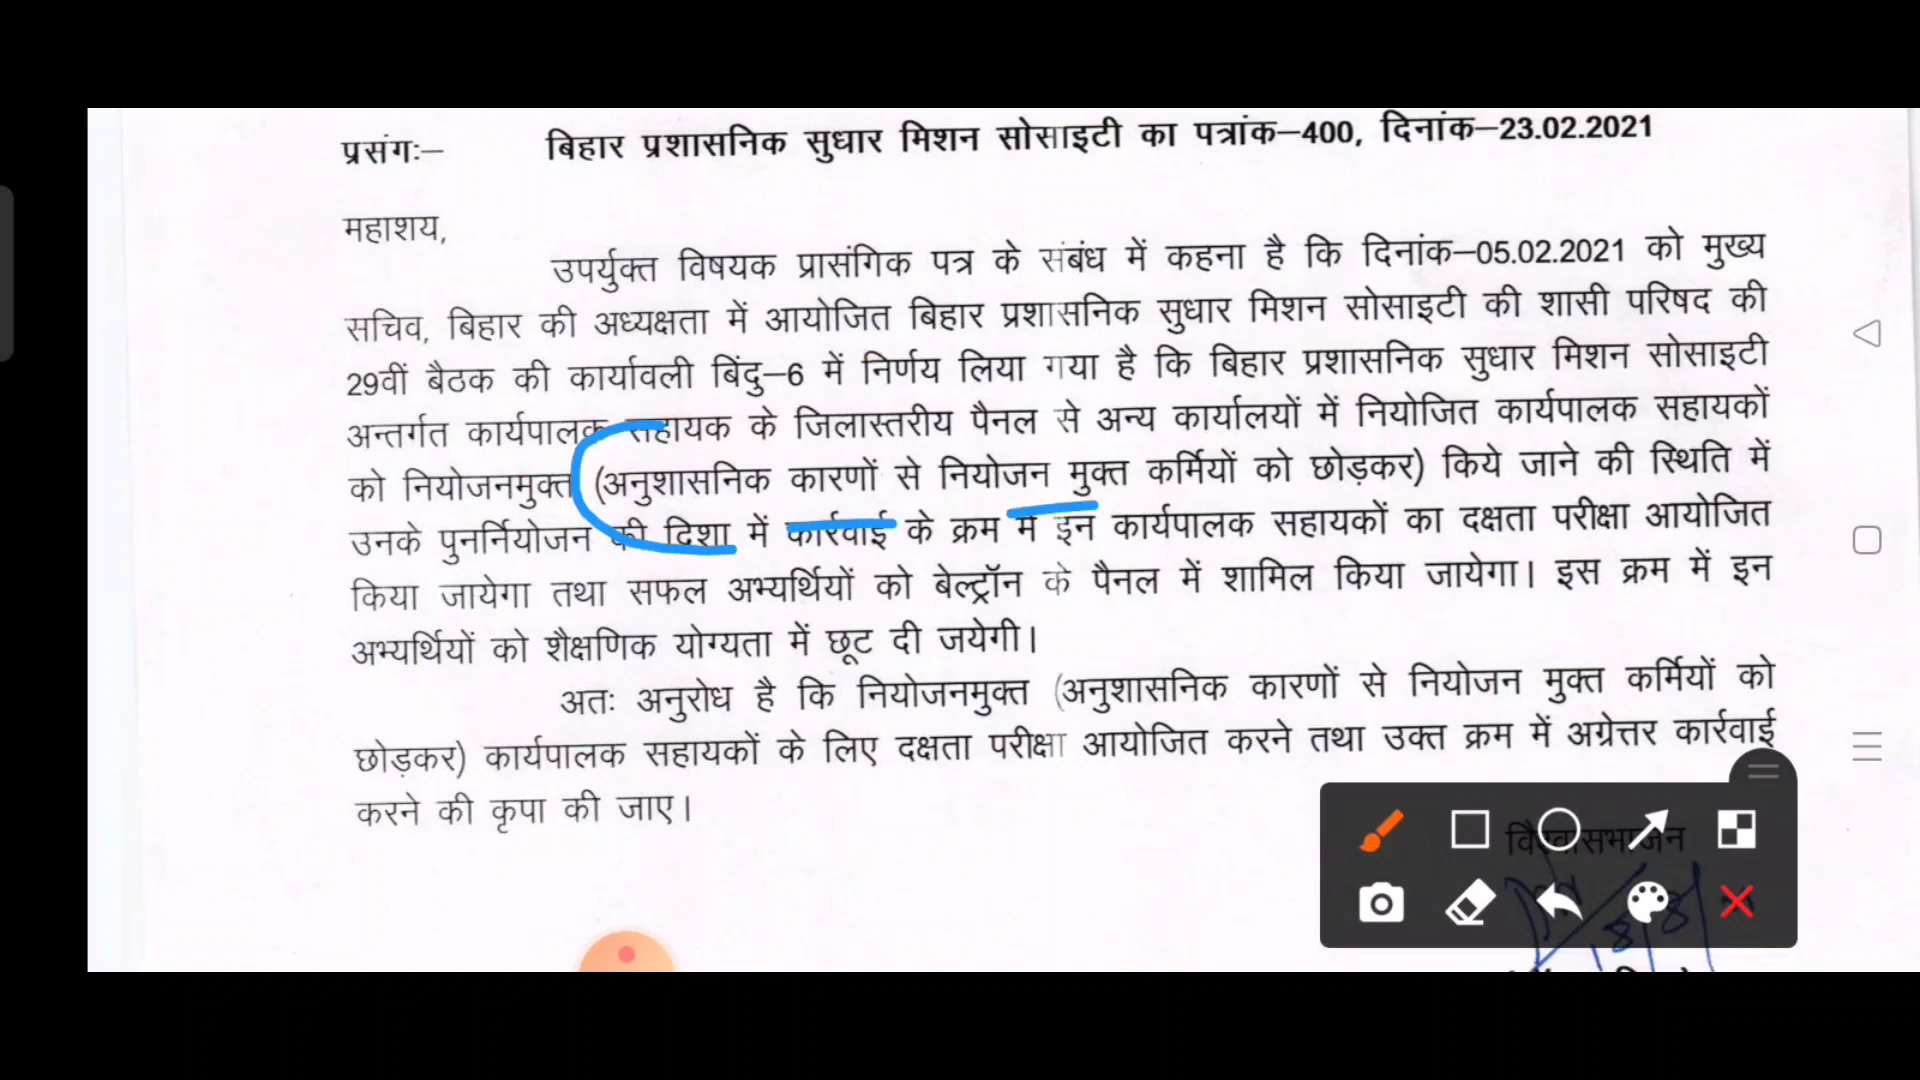 प्रसंगः– बिहार प्रशासनिक सुधार मिशन सोसाइटी का पत्रांक–400, दिनांक–23.02.2021
महाशय,
उपर्युक्त विषयक प्रासंगिक पत्र के संबंध में कहना है कि दिनांक–05.02.2021 को मुख्य
सचिव, बिहार की अध्यक्षता में आयोजित बिहार प्रशासनिक सुधार मिशन सोसाइटी की शासी परिषद की
29वीं बैठक की कार्यावली बिंदु–6 में निर्णय लिया गया है कि बिहार प्रशासनिक सुधार मिशन सोसाइटी
अन्तर्गत कार्यपालक सहायक के जिलास्तरीय पैनल से अन्य कार्यालयों में नियोजित कार्यपालक सहायकों
को नियोजनमुक्त (अनुशासनिक कारणों से नियोजन मुक्त कर्मियों को छोड़कर) किये जाने की स्थिति में
उनके पुनर्नियोजन की दिशा में कार्रवाई के क्रम में इन कार्यपालक सहायकों का दक्षता परीक्षा आयोजित
किया जायेगा तथा सफल अभ्यर्थियों को बेल्ट्रॉन के पैनल में शामिल किया जायेगा। इस क्रम में इन
अभ्यर्थियों को शैक्षणिक योग्यता में छूट दी जयेगी।
अतः अनुरोध है कि नियोजनमुक्त (अनुशासनिक कारणों से नियोजन मुक्त कर्मियों को
छोड़कर) कार्यपालक सहायकों के लिए दक्षता परीक्षा आयोजित करने तथा उक्त क्रम में अग्रेत्तर कार्रवाई
करने की कृपा की जाए।
विश्वासभाजन